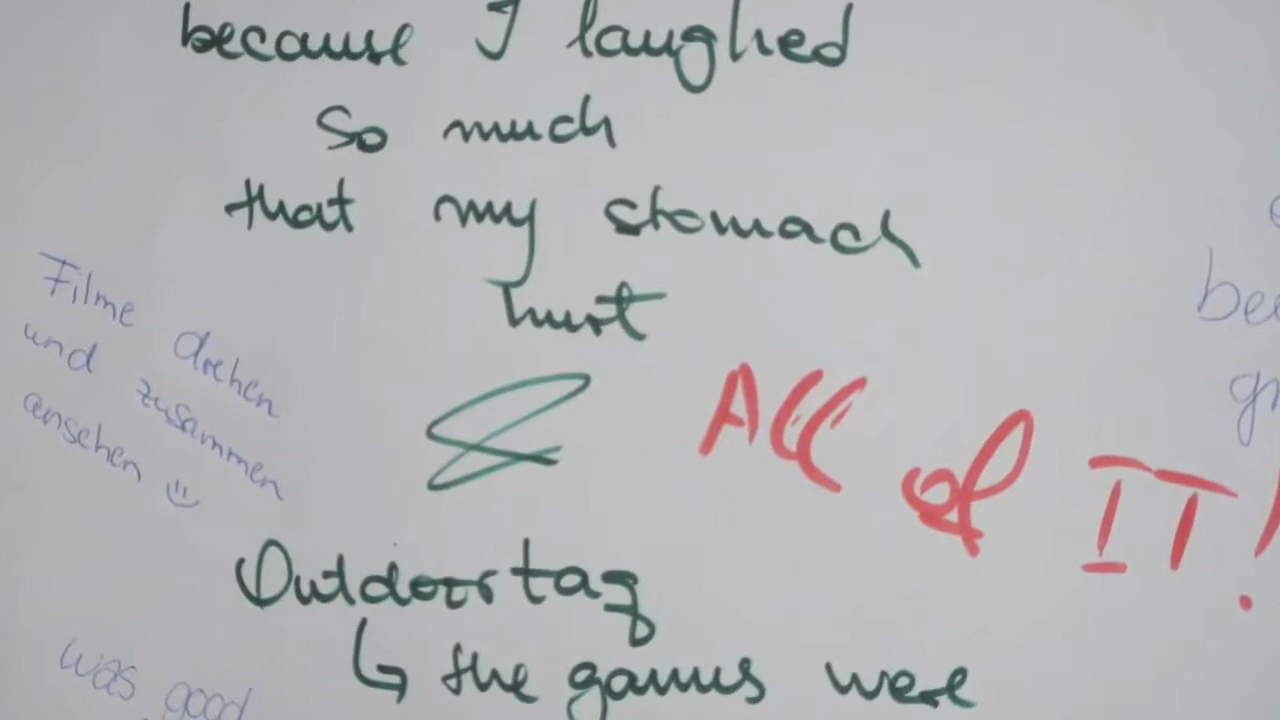 because I laughed
so much
that my stomach
hurt
&
Outdoortag
↳ the games were
All of IT!
Filme drehen
und zusammen
ansehen ☺
was good